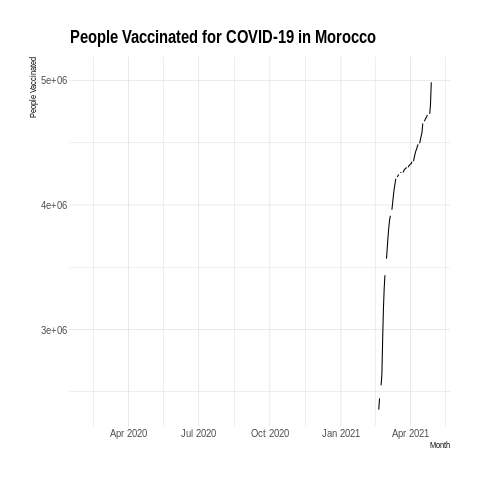 People Vaccinated for COVID-19 in Morocco
People Vaccinated
5e+06
4e+06
3e+06
Apr 2020 Jul 2020 Oct 2020 Jan 2021 Apr 2021
Month